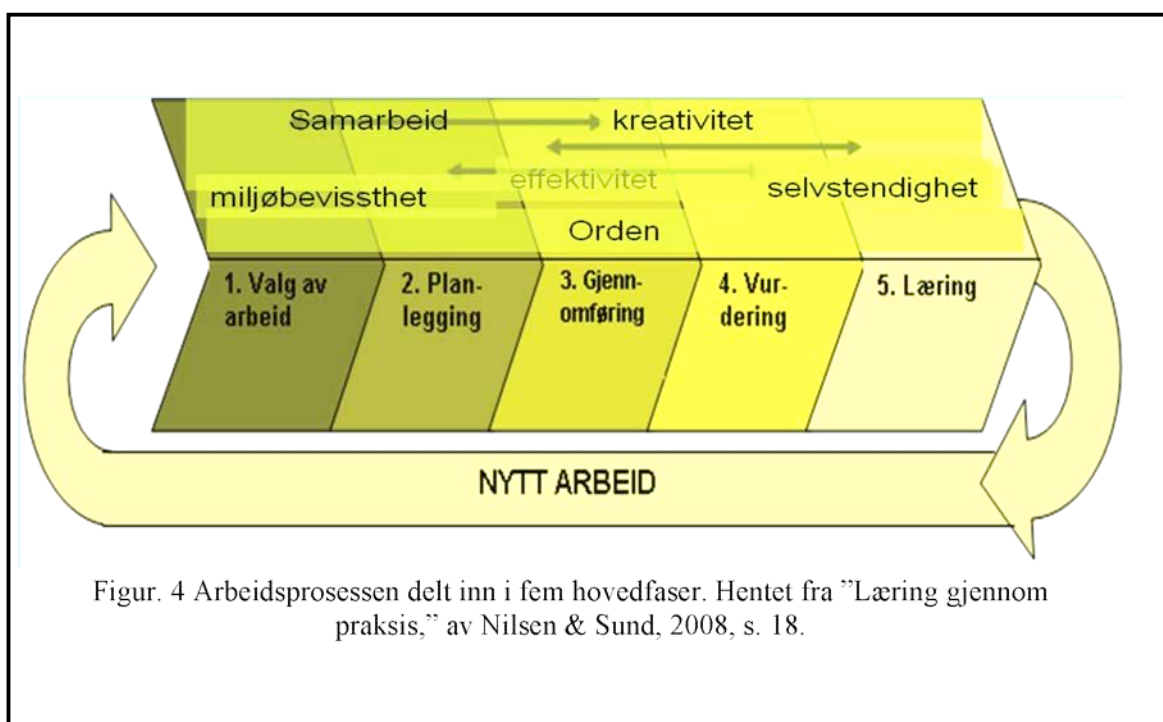 Samarbeid kreativitet
effektivitet
miljøbevissthet selvstendighet
Orden
1. Valg av
arbeid
2. Plan-
legging
3. Gjenn-
omføring
4. Vur-
dering
5. Læring
NYTT ARBEID
Figur. 4 Arbeidsprosessen delt inn i fem hovedfaser. Hentet fra ”Læring gjennom
praksis,” av Nilsen & Sund, 2008, s. 18.